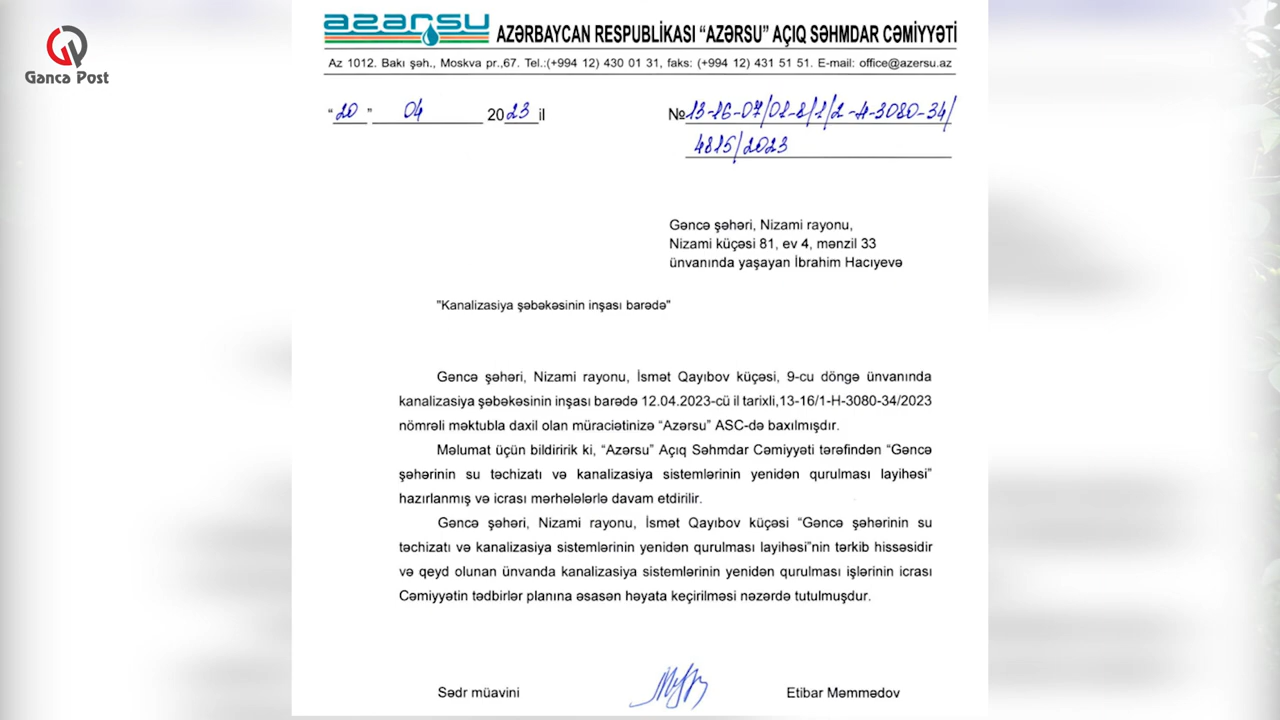 Gəncə Post
azərsu
AZƏRBAYCAN RESPUBLİKASI “AZƏRSU” AÇIQ SƏHMDAR CƏMİYYƏTİ
Az 1012. Bakı şəh., Moskva pr.,67. Tel.:(+994 12) 430 01 31, faks: (+994 12) 431 51 51. E-mail: office@azersu.az
“20” 04 2023 il
№13-16-07/01-8/1/2-H-3080-34/
4815/2023
Gəncə şəhəri, Nizami rayonu,
Nizami küçəsi 81, ev 4, mənzil 33
ünvanında yaşayan İbrahim Hacıyevə
"Kanalizasiya şəbəkəsinin inşası barədə"
Gəncə şəhəri, Nizami rayonu, İsmət Qayıbov küçəsi, 9-cu döngə ünvanında
kanalizasiya şəbəkəsinin inşası barədə 12.04.2023-cü il tarixli,13-16/1-H-3080-34/2023
nömrəli məktubla daxil olan müraciətinizə “Azərsu” ASC-də baxılmışdır.
Məlumat üçün bildiririk ki, “Azərsu” Açıq Səhmdar Cəmiyyəti tərəfindən “Gəncə
şəhərinin su təchizatı və kanalizasiya sistemlərinin yenidən qurulması layihəsi”
hazırlanmış və icrası mərhələlərlə davam etdirilir.
Gəncə şəhəri, Nizami rayonu, İsmət Qayıbov küçəsi “Gəncə şəhərinin su
təchizatı və kanalizasiya sistemlərinin yenidən qurulması layihəsi”nin tərkib hissəsidir
və qeyd olunan ünvanda kanalizasiya sistemlərinin yenidən qurulması işlərinin icrası
Cəmiyyətin tədbirlər planına əsasən həyata keçirilməsi nəzərdə tutulmuşdur.
Sədr müavini
Etibar Məmmədov